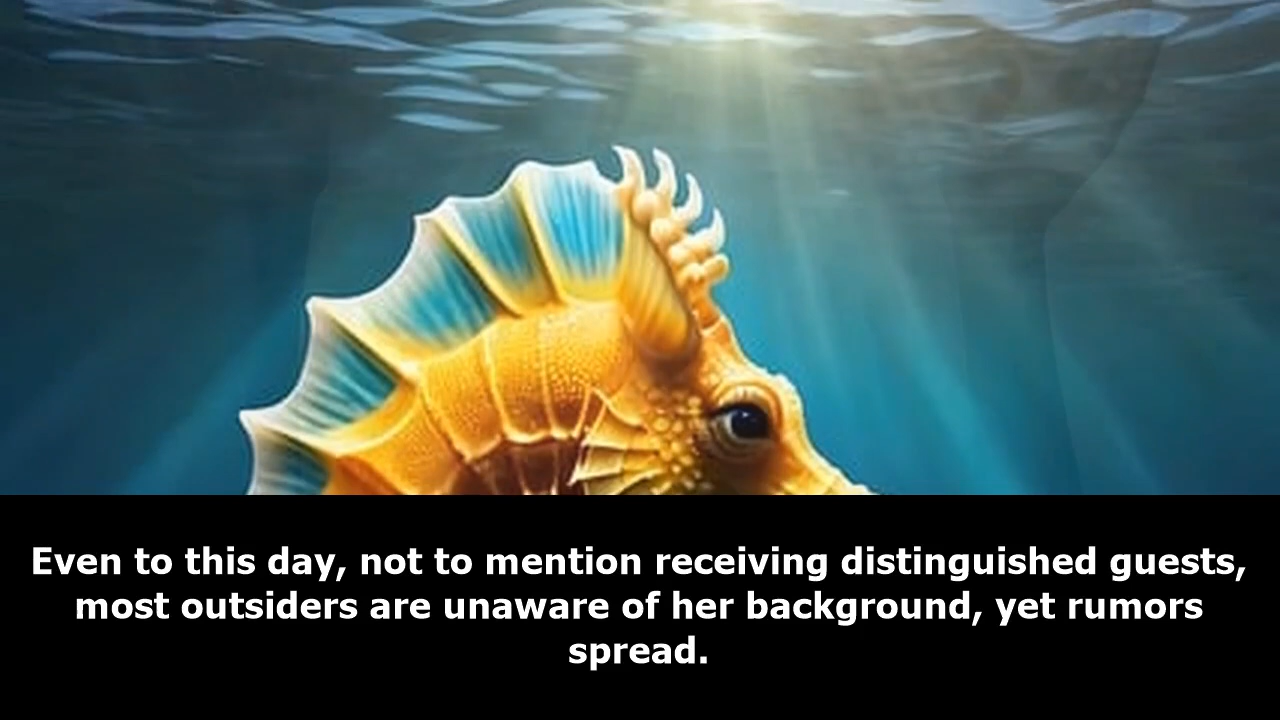 Even to this day, not to mention receiving distinguished guests,
most outsiders are unaware of her background, yet rumors
spread.